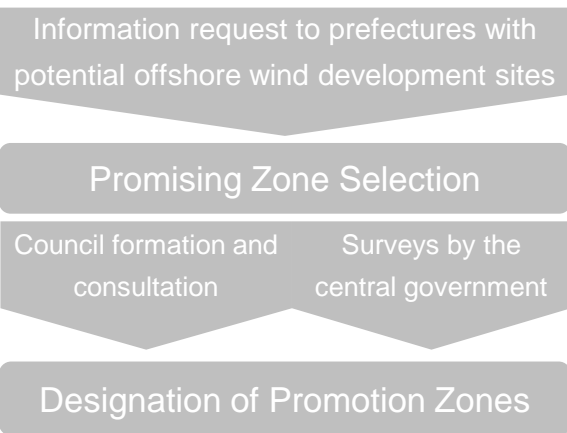 Information request to prefectures with
potential offshore wind development sites
Promising Zone Selection
Council formation and
consultation
Surveys by the
central government
Designation of Promotion Zones